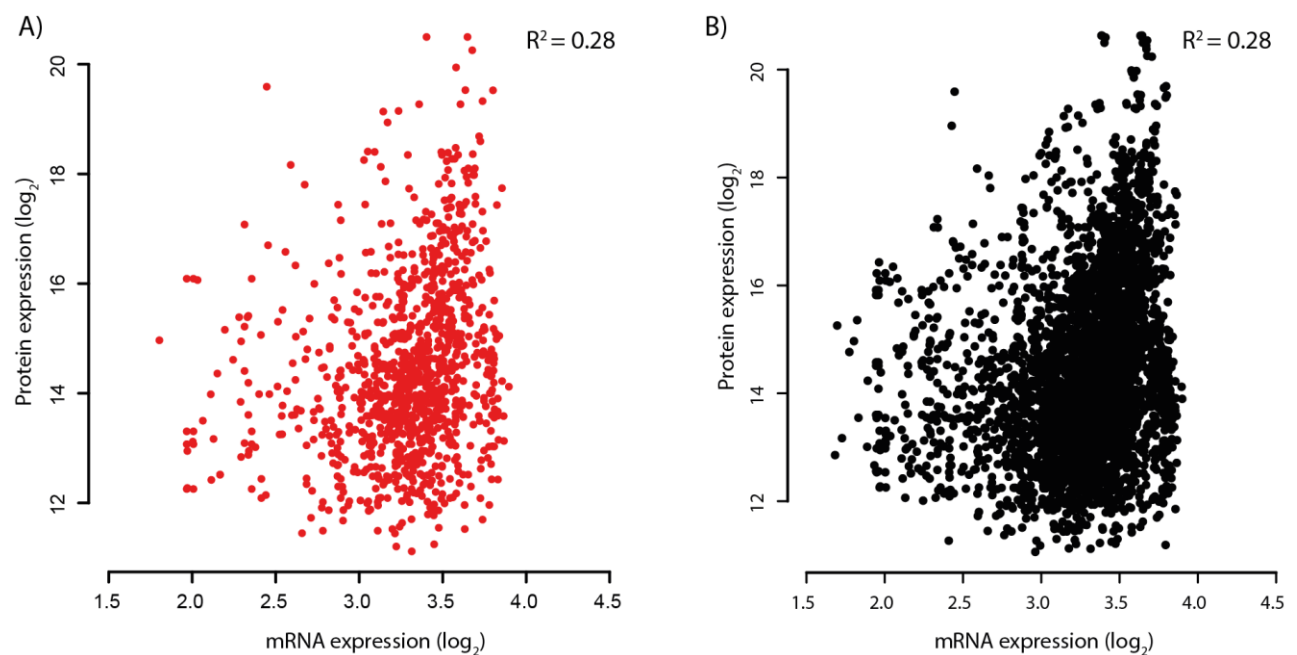 A)
R² = 0.28
Protein expression (log₂)
20
18
16
14
12
1.5 2.0 2.5 3.0 3.5 4.0 4.5
mRNA expression (log₂)
B)
R² = 0.28
Protein expression (log₂)
20
18
16
14
12
1.5 2.0 2.5 3.0 3.5 4.0 4.5
mRNA expression (log₂)